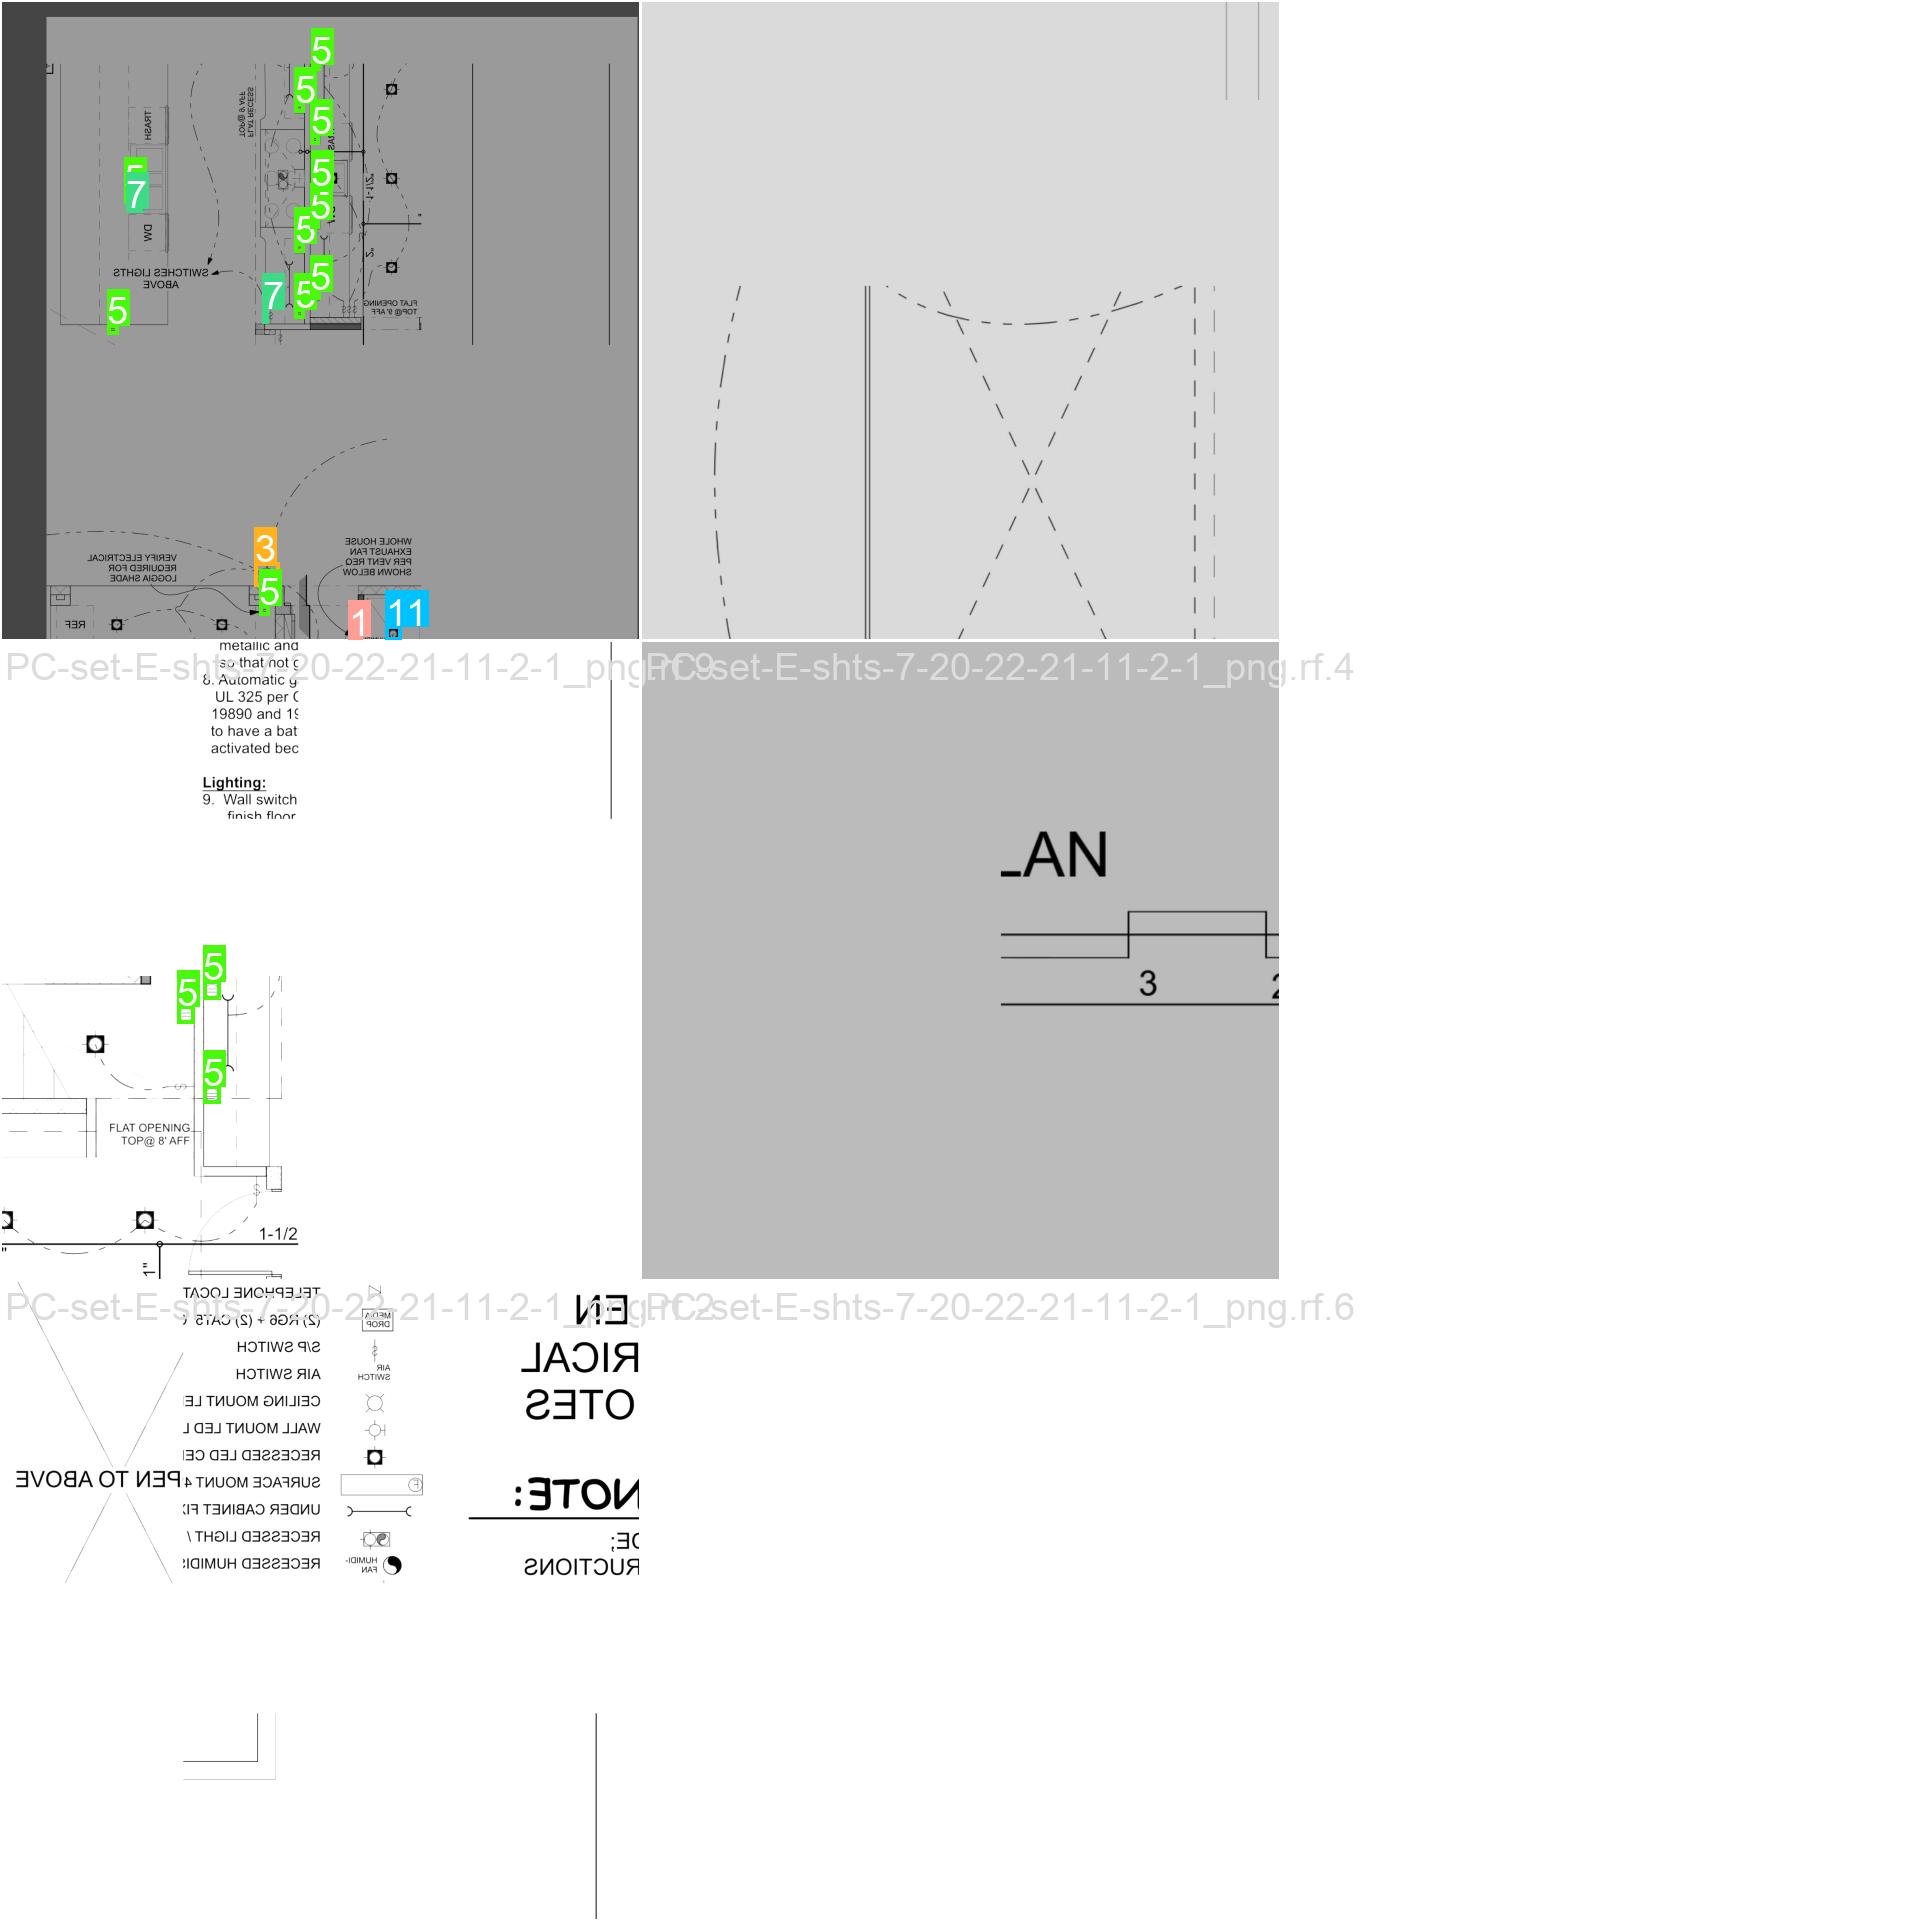 5
5
5
5
5
5
5
5
5
7
5
7
TRASH
DW
TOP@ 9' AFF
FLAT RECESS
1-1/2"
"
2"
SWITCHES LIGHTS
ABOVE
FLAT OPENING
TOP@ 9' AFF
3
5
VERIFY ELECTRICAL
REQUIRED FOR
LOGGIA SHADE
WHOLE HOUSE
EXHAUST FAN
PER VENT REQ
SHOWN BELOW
REF
1
11
PC-set-E-shts-7-20-22-21-11-2-1_png.rf.9
PC-set-E-shts-7-20-22-21-11-2-1_png.rf.4
metallic and
so that not g
8. Automatic g
UL 325 per C
19890 and 19
to have a bat
activated bec
Lighting:
9. Wall switch
finish floor
5
5
5
FLAT OPENING
TOP@ 8' AFF
1-1/2
"
1"
LAN
3
2
PC-set-E-shts-7-20-22-21-11-2-1_png.rf.2
PC-set-E-shts-7-20-22-21-11-2-1_png.rf.6
TELEPHONE LOCAT
(2) RG6 + (2) CAT5
MEDIA
DROP
S/P SWITCH
AIR SWITCH
AIR
SWITCH
CEILING MOUNT LE
WALL MOUNT LED L
RECESSED LED CEI
SURFACE MOUNT 4
F
UNDER CABINET FIX
RECESSED LIGHT /
RECESSED HUMIDIS
HUMIDI-
FAN
PEN TO ABOVE
EN
RICAL
OTES
NOTE:
DE;
RUCTIONS